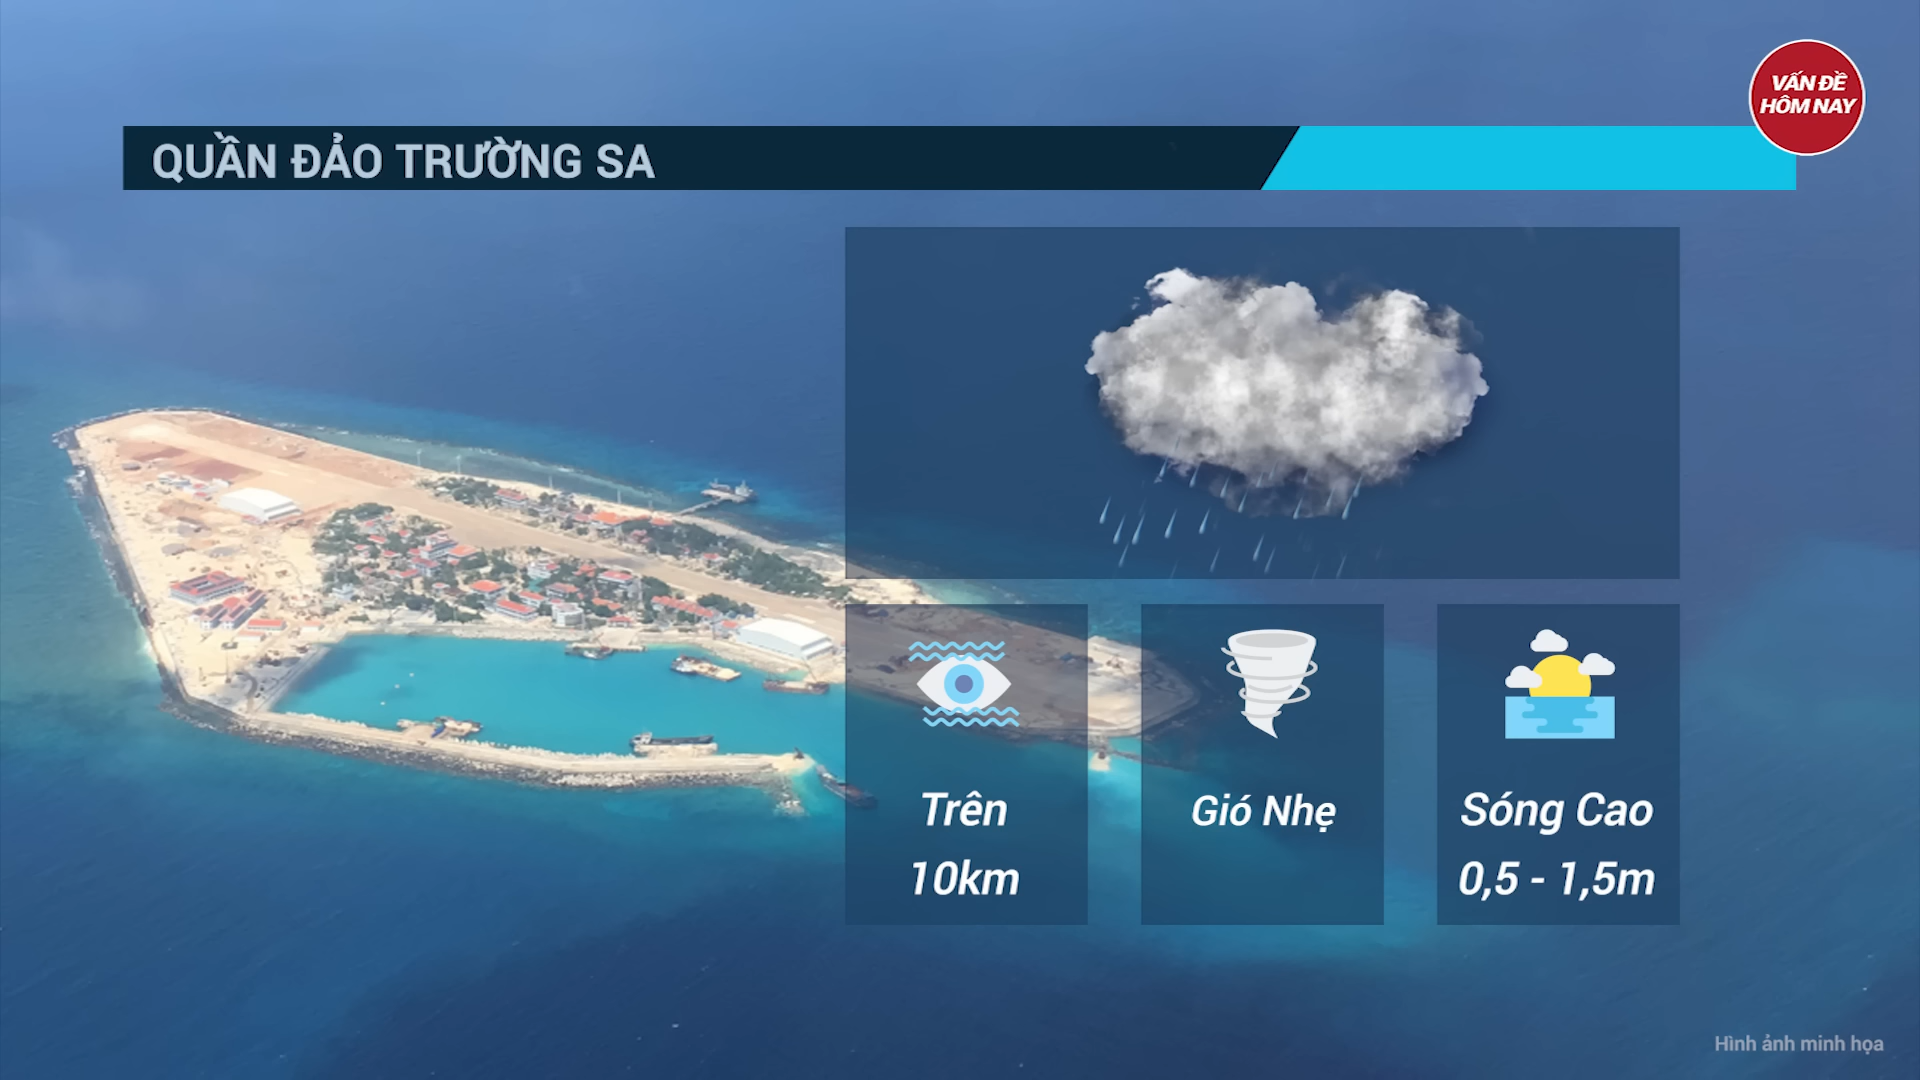 VẤN ĐỀ
HÔM NAY
QUẦN ĐẢO TRƯỜNG SA
Trên
10km
Gió Nhẹ
Sóng Cao
0,5 - 1,5m
Hình ảnh minh họa